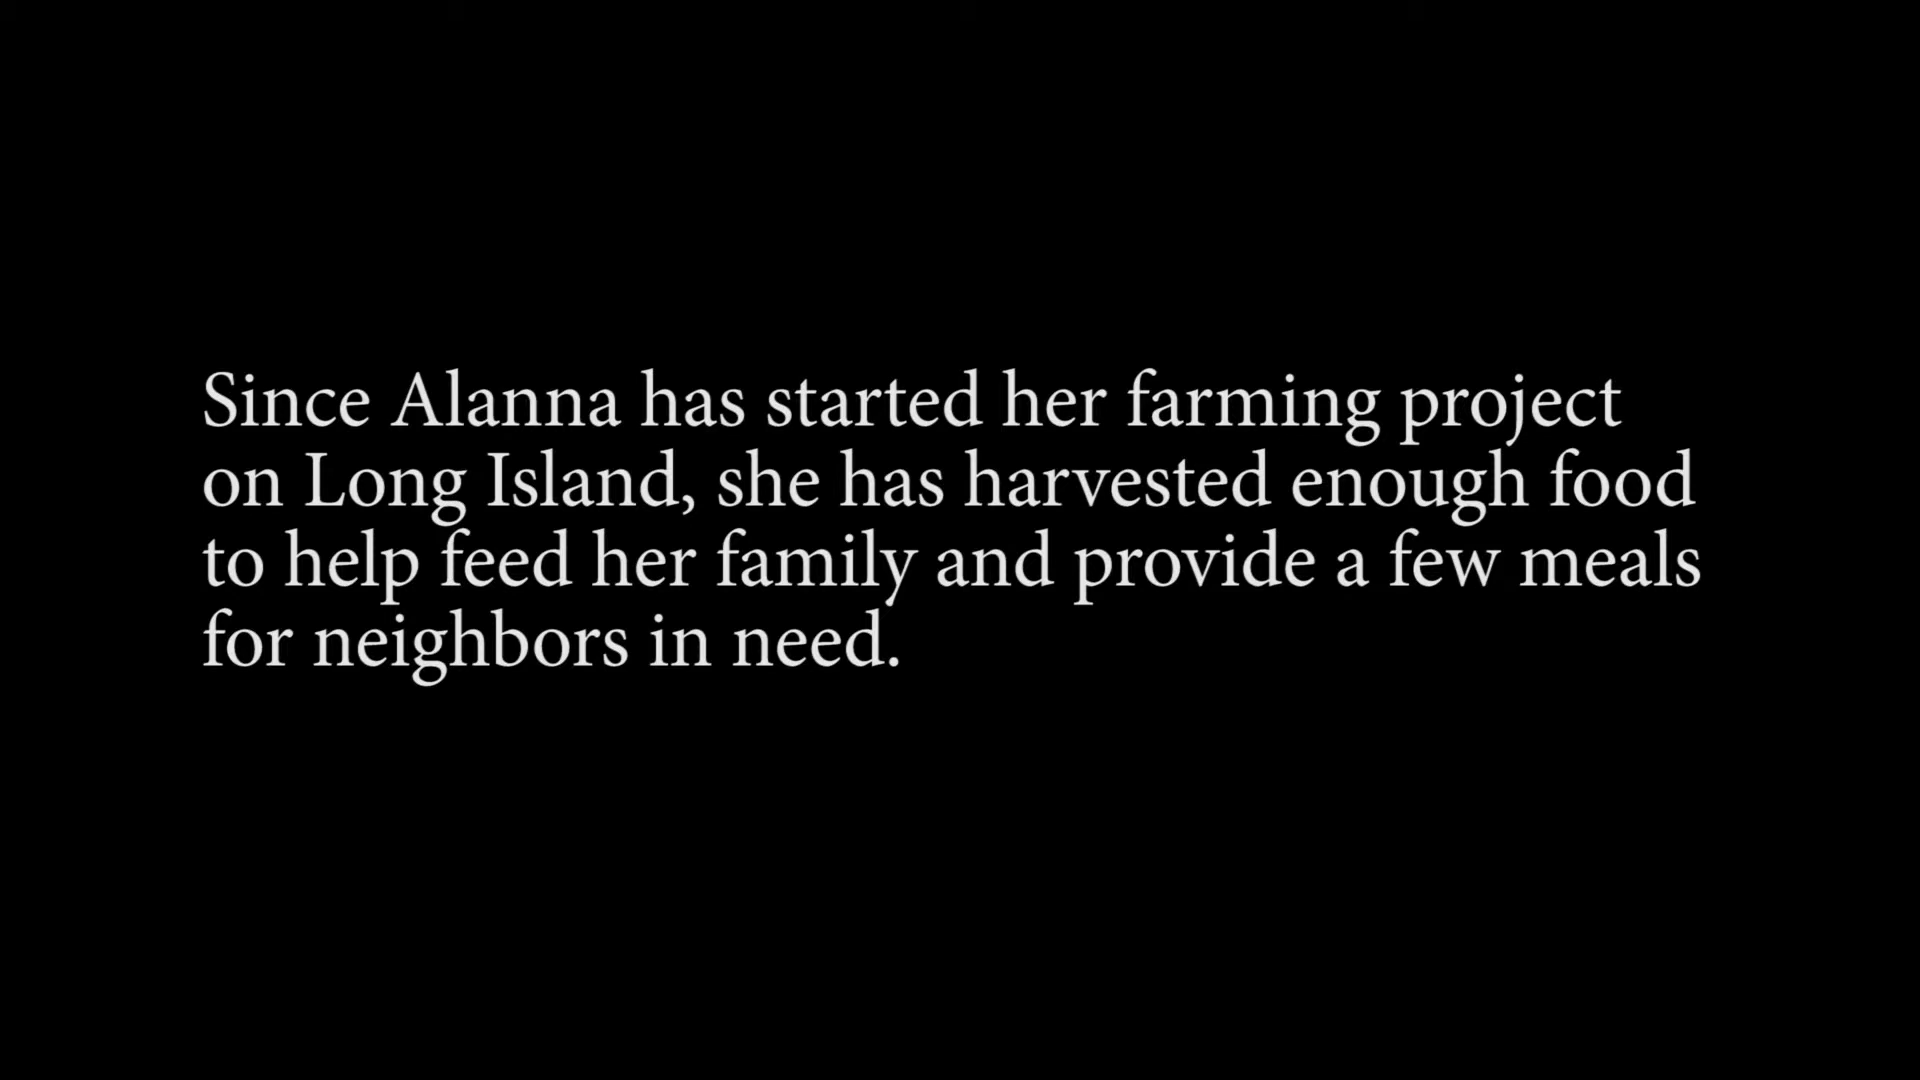 Since Alanna has started her farming project
on Long Island, she has harvested enough food
to help feed her family and provide a few meals
for neighbors in need.